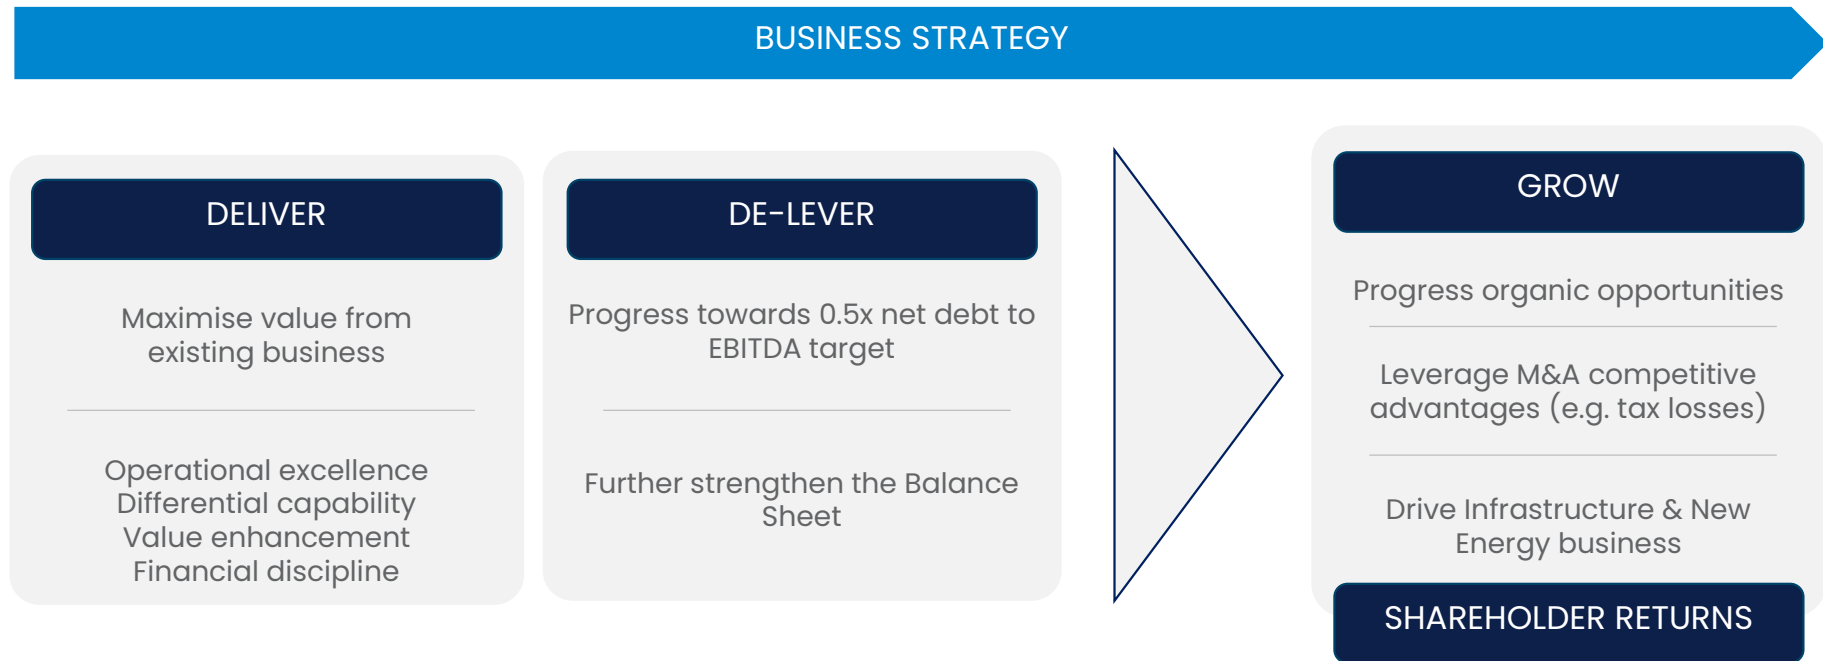 BUSINESS STRATEGY
DELIVER
Maximise value from
existing business
Operational excellence
Differential capability
Value enhancement
Financial discipline
DE-LEVER
Progress towards 0.5x net debt to
EBITDA target
Further strengthen the Balance
Sheet
GROW
Progress organic opportunities
Leverage M&A competitive
advantages (e.g. tax losses)
Drive Infrastructure & New
Energy business
SHAREHOLDER RETURNS